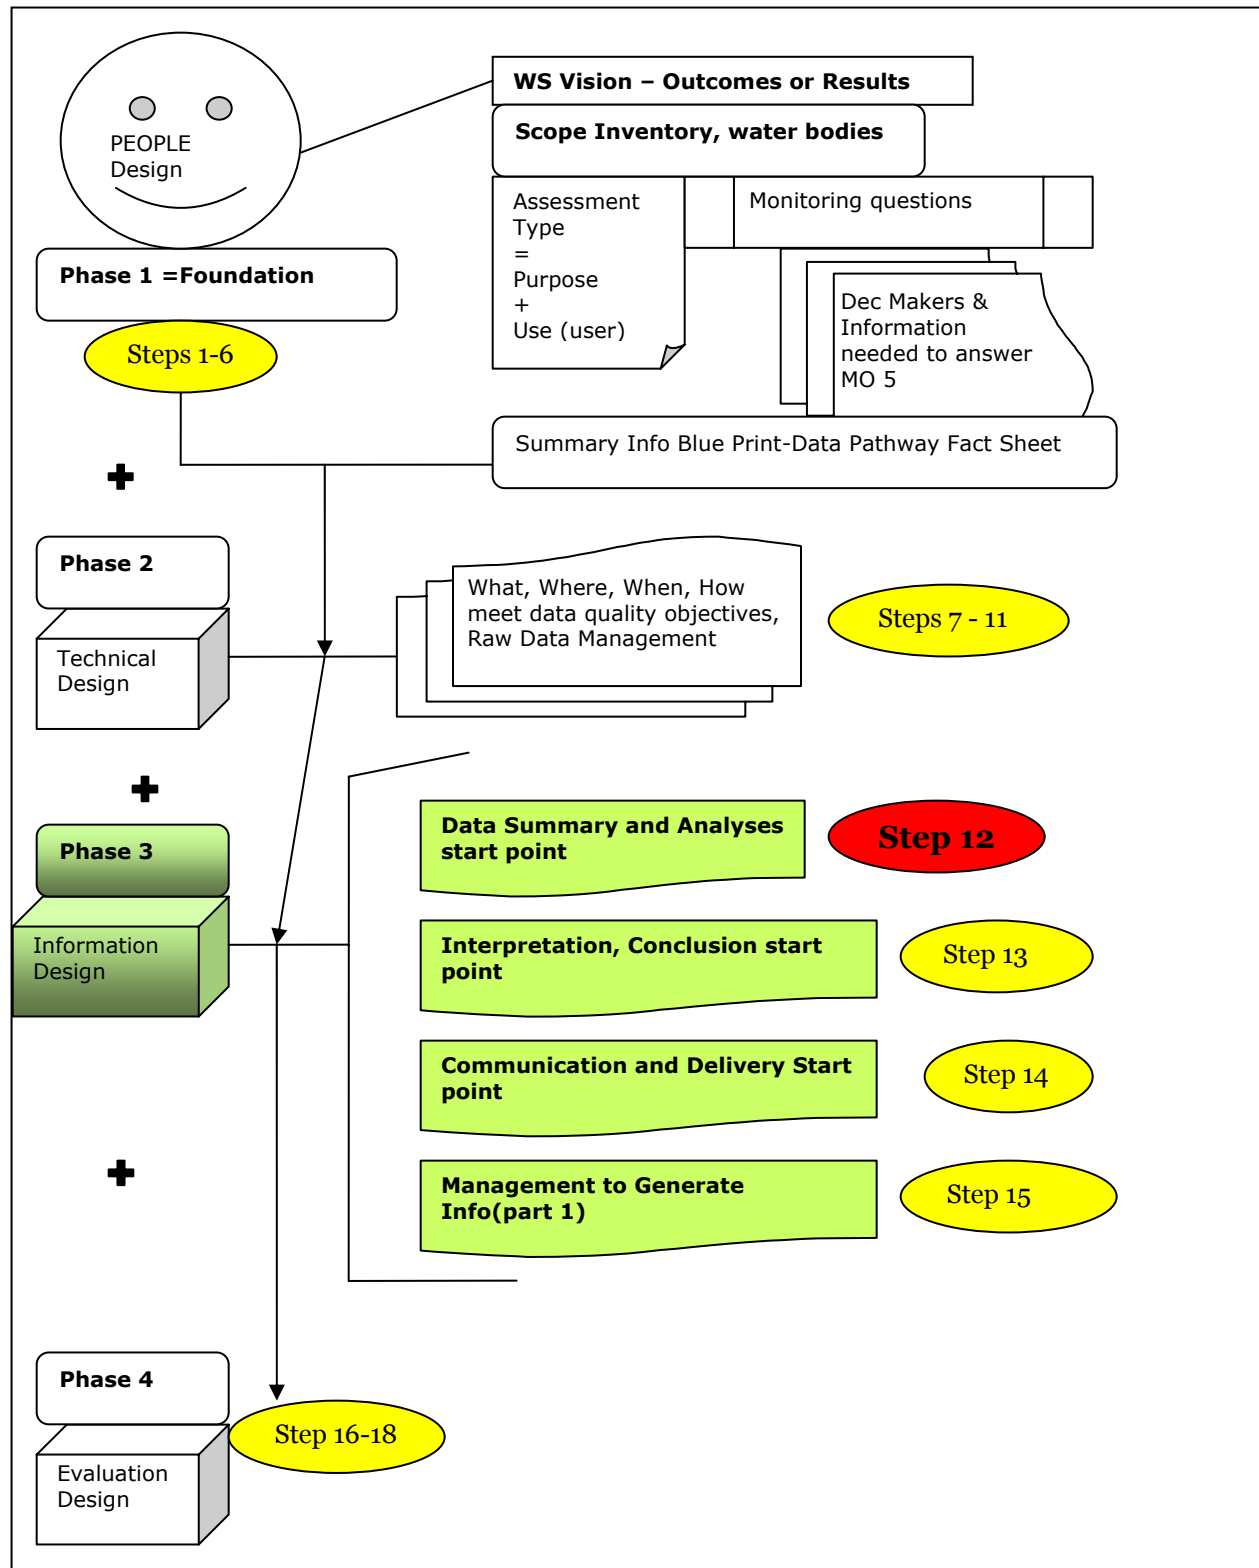 PEOPLE
Design
WS Vision – Outcomes or Results
Scope Inventory, water bodies
Assessment
Type
=
Purpose
+
Use (user)
Monitoring questions
Dec Makers &
Information
needed to answer
MO 5
Phase 1 =Foundation
Steps 1-6
Summary Info Blue Print-Data Pathway Fact Sheet
Phase 2
Technical
Design
What, Where, When, How
meet data quality objectives,
Raw Data Management
Steps 7 - 11
Phase 3
Information
Design
Data Summary and Analyses
start point
Step 12
Interpretation, Conclusion start
point
Step 13
Communication and Delivery Start
point
Step 14
Management to Generate
Info(part 1)
Step 15
Phase 4
Evaluation
Design
Step 16-18